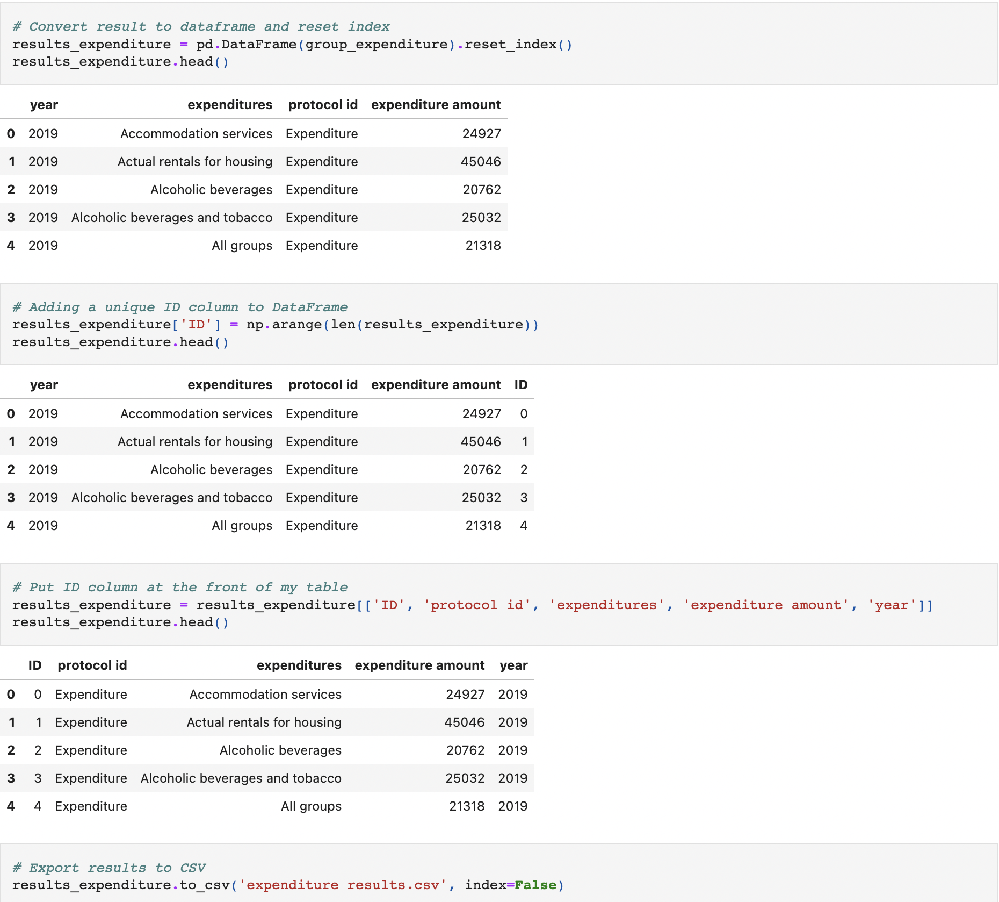 # Convert result to dataframe and reset index
results_expenditure = pd.DataFrame(group_expenditure).reset_index()
results_expenditure.head()
year expenditures protocol id expenditure amount
0 2019 Accommodation services Expenditure 24927
1 2019 Actual rentals for housing Expenditure 45046
2 2019 Alcoholic beverages Expenditure 20762
3 2019 Alcoholic beverages and tobacco Expenditure 25032
4 2019 All groups Expenditure 21318
# Adding a unique ID column to DataFrame
results_expenditure['ID'] = np.arange(len(results_expenditure))
results_expenditure.head()
year expenditures protocol id expenditure amount ID
0 2019 Accommodation services Expenditure 24927 0
1 2019 Actual rentals for housing Expenditure 45046 1
2 2019 Alcoholic beverages Expenditure 20762 2
3 2019 Alcoholic beverages and tobacco Expenditure 25032 3
4 2019 All groups Expenditure 21318 4
# Put ID column at the front of my table
results_expenditure = results_expenditure[['ID', 'protocol id', 'expenditures', 'expenditure amount', 'year']]
results_expenditure.head()
ID protocol id expenditures expenditure amount year
0 0 Expenditure Accommodation services 24927 2019
1 1 Expenditure Actual rentals for housing 45046 2019
2 2 Expenditure Alcoholic beverages 20762 2019
3 3 Expenditure Alcoholic beverages and tobacco 25032 2019
4 4 Expenditure All groups 21318 2019
# Export results to CSV
results_expenditure.to_csv('expenditure results.csv', index=False)